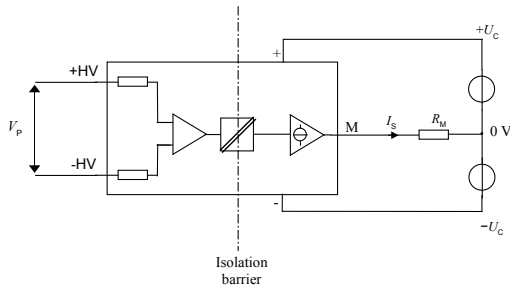 +U_C
+
+HV
V_P
M
I_S
R_M
0 V
-HV
-
−U_C
Isolation
barrier